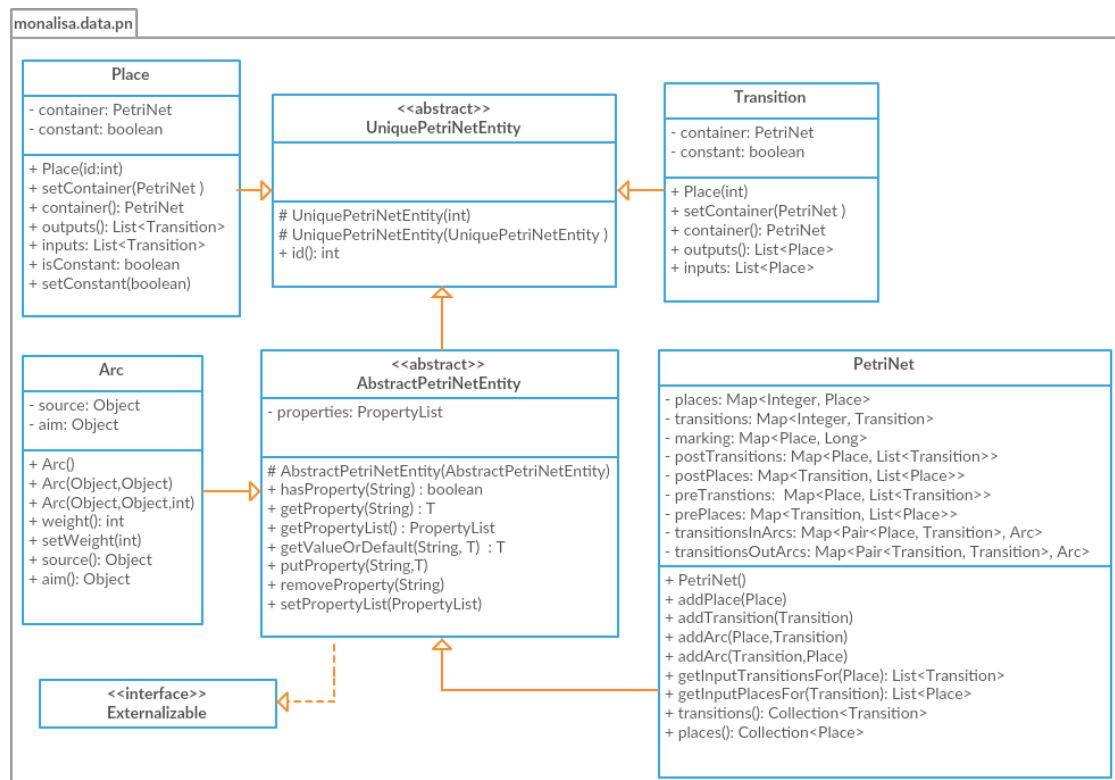 monalisa.data.pn
Place
- container: PetriNet
- constant: boolean
+ Place(id:int)
+ setContainer(PetriNet )
+ container(): PetriNet
+ outputs(): List<Transition>
+ inputs: List<Transition>
+ isConstant: boolean
+ setConstant(boolean)
<<abstract>>
UniquePetriNetEntity
# UniquePetriNetEntity(int)
# UniquePetriNetEntity(UniquePetriNetEntity )
+ id(): int
Transition
- container: PetriNet
- constant: boolean
+ Place(int)
+ setContainer(PetriNet )
+ container(): PetriNet
+ outputs(): List<Place>
+ inputs: List<Place>
Arc
- source: Object
- aim: Object
+ Arc()
+ Arc(Object,Object)
+ Arc(Object,Object,int)
+ weight(): int
+ setWeight(int)
+ source(): Object
+ aim(): Object
<<abstract>>
AbstractPetriNetEntity
- properties: PropertyList
# AbstractPetriNetEntity(AbstractPetriNetEntity)
+ hasProperty(String) : boolean
+ getProperty(String) : T
+ getPropertyList() : PropertyList
+ getValueOrDefault(String, T) : T
+ putProperty(String,T)
+ removeProperty(String)
+ setPropertyList(PropertyList)
PetriNet
- places: Map<Integer, Place>
- transitions: Map<Integer, Transition>
- marking: Map<Place, Long>
- postTransitions: Map<Place, List<Transition>>
- postPlaces: Map<Transition, List<Place>>
- preTranstions: Map<Place, List<Transition>>
- prePlaces: Map<Transition, List<Place>>
- transitionsInArcs: Map<Pair<Place, Transition>, Arc>
- transitionsOutArcs: Map<Pair<Transition, Transition>, Arc>
+ PetriNet()
+ addPlace(Place)
+ addTransition(Transition)
+ addArc(Place,Transition)
+ addArc(Transition,Place)
+ getInputTransitionsFor(Place): List<Transition>
+ getInputPlacesFor(Transition): List<Place>
+ transitions(): Collection<Transition>
+ places(): Collection<Place>
<<interface>>
Externalizable